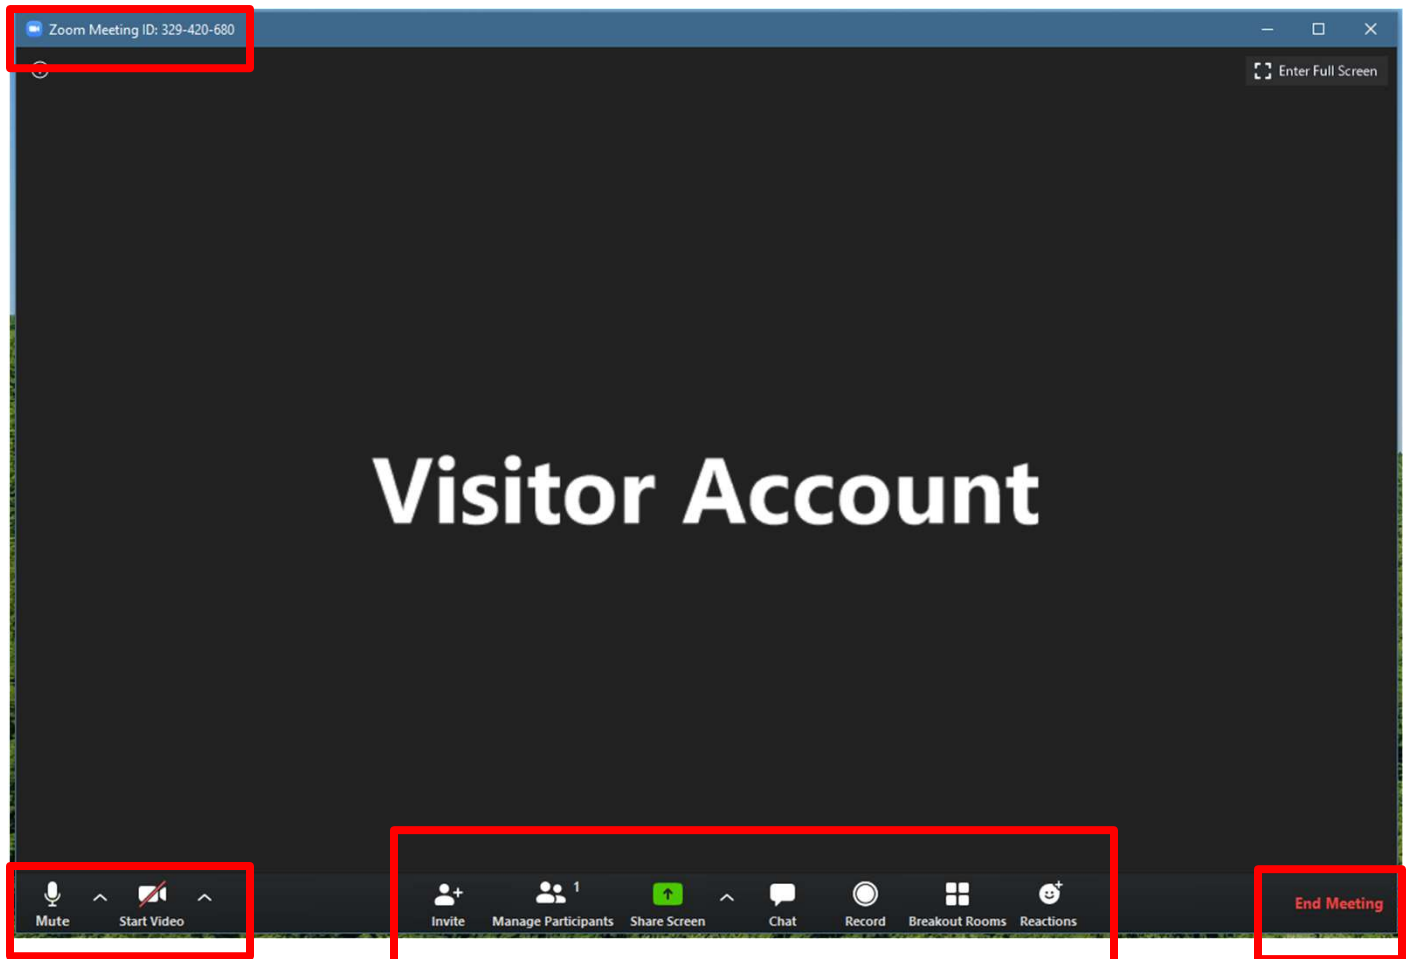 Zoom Meeting ID: 329-420-680
Enter Full Screen
Visitor Account
1
Mute Start Video Invite Manage Participants Share Screen Chat Record Breakout Rooms Reactions End Meeting